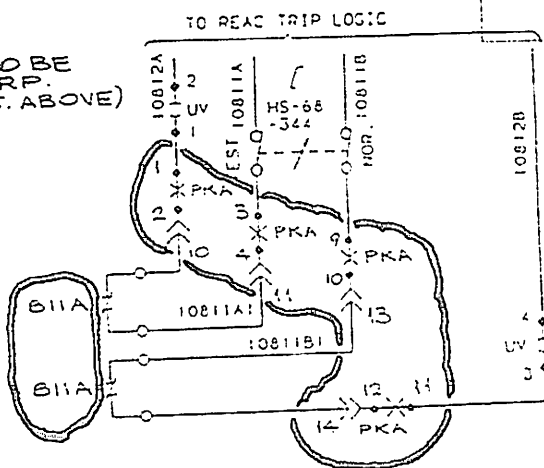 TO REAC TRIP LOGIC
O BE
RP.
T. ABOVE)
10812A
2
UV
1
10811A
HS-68
-344
10811B
NOR.
10812B
1
PKA
2
10
3
PKA
4
11
9
PKA
10
13
811A
10811A1
10811B1
811A
4
UV
3
12
11
14
PKA